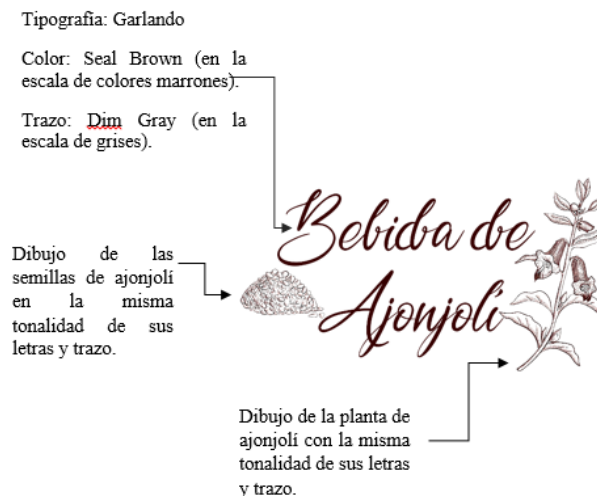 Tipografía: Garlando
Color: Seal Brown (en la
escala de colores marrones).
Trazo: Dim Gray (en la
escala de grises).
Bebida de
Ajonjolí
Dibujo de las
semillas de ajonjolí
en la misma
tonalidad de sus
letras y trazo.
Dibujo de la planta de
ajonjolí con la misma
tonalidad de sus letras
y trazo.